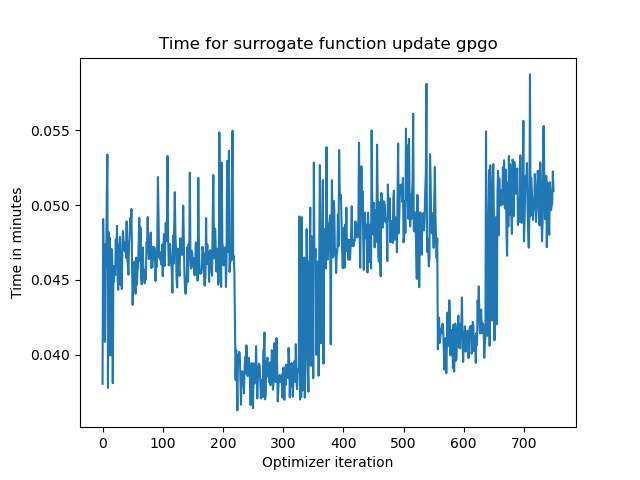 Time for surrogate function update gpgo
0.055
0.050
0.045
0.040
Time in minutes
0 100 200 300 400 500 600 700
Optimizer iteration